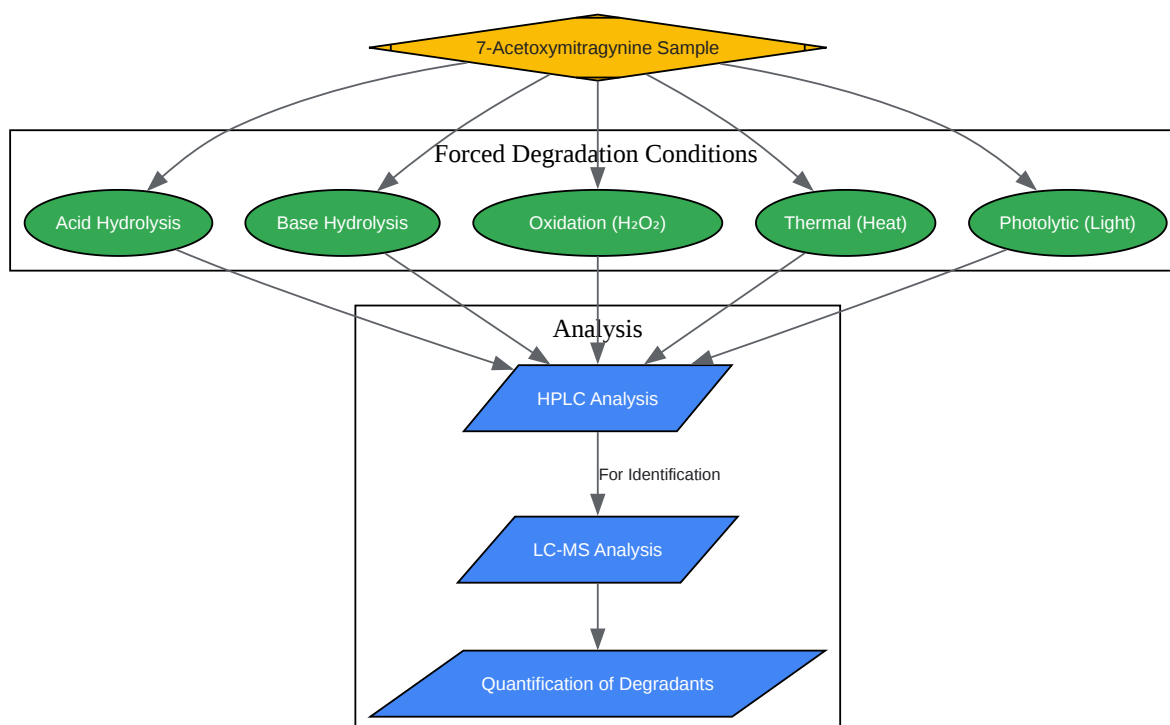 7-Acetoxymitragynine Sample
Forced Degradation Conditions
Acid Hydrolysis
Base Hydrolysis
Oxidation (H₂O₂)
Thermal (Heat)
Photolytic (Light)
Analysis
HPLC Analysis
For Identification
LC-MS Analysis
Quantification of Degradants